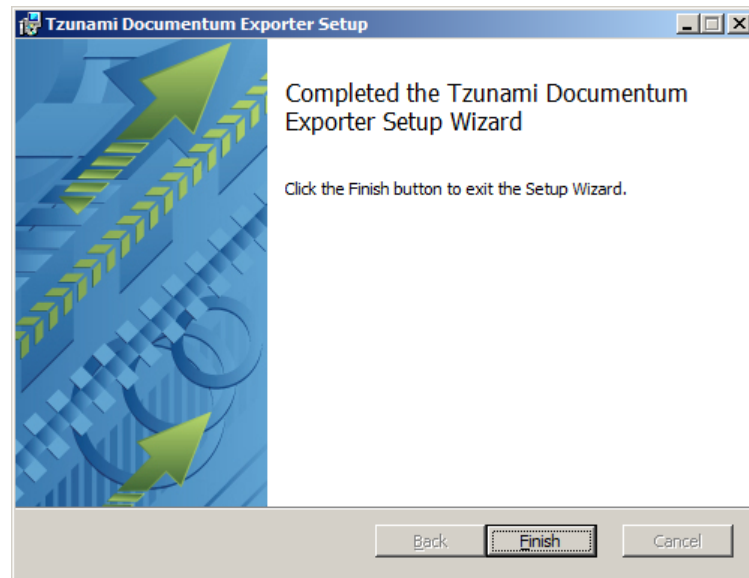 Tzunami Documentum Exporter Setup
Completed the Tzunami Documentum
Exporter Setup Wizard
Click the Finish button to exit the Setup Wizard.
Back
Finish
Cancel